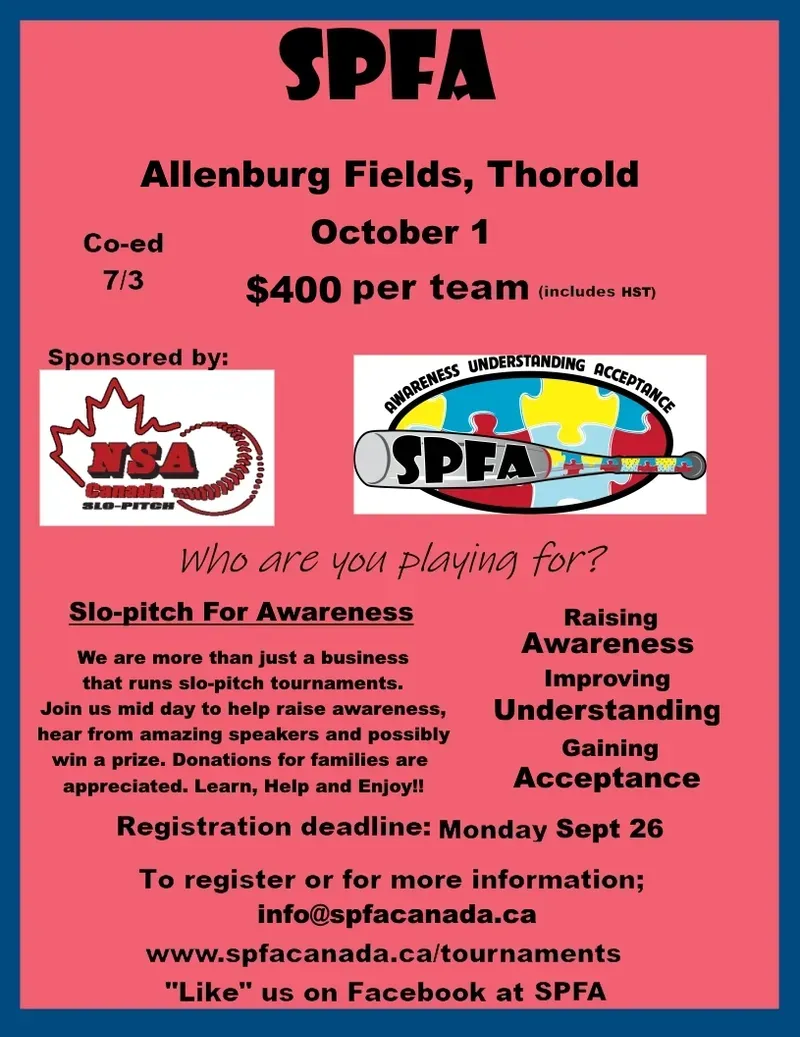 SPFA
Allenburg Fields, Thorold
October 1
Co-ed
7/3
$400 per team (includes HST)
Sponsored by:
NSA
Canada
SLO-PITCH
AWARENESS UNDERSTANDING ACCEPTANCE
SPFA
Who are you playing for?
Slo-pitch For Awareness
We are more than just a business
that runs slo-pitch tournaments.
Join us mid day to help raise awareness,
hear from amazing speakers and possibly
win a prize. Donations for families are
appreciated. Learn, Help and Enjoy!!
Raising
Awareness
Improving
Understanding
Gaining
Acceptance
Registration deadline: Monday Sept 26
To register or for more information;
info@spfacanada.ca
www.spfacanada.ca/tournaments
"Like" us on Facebook at SPFA